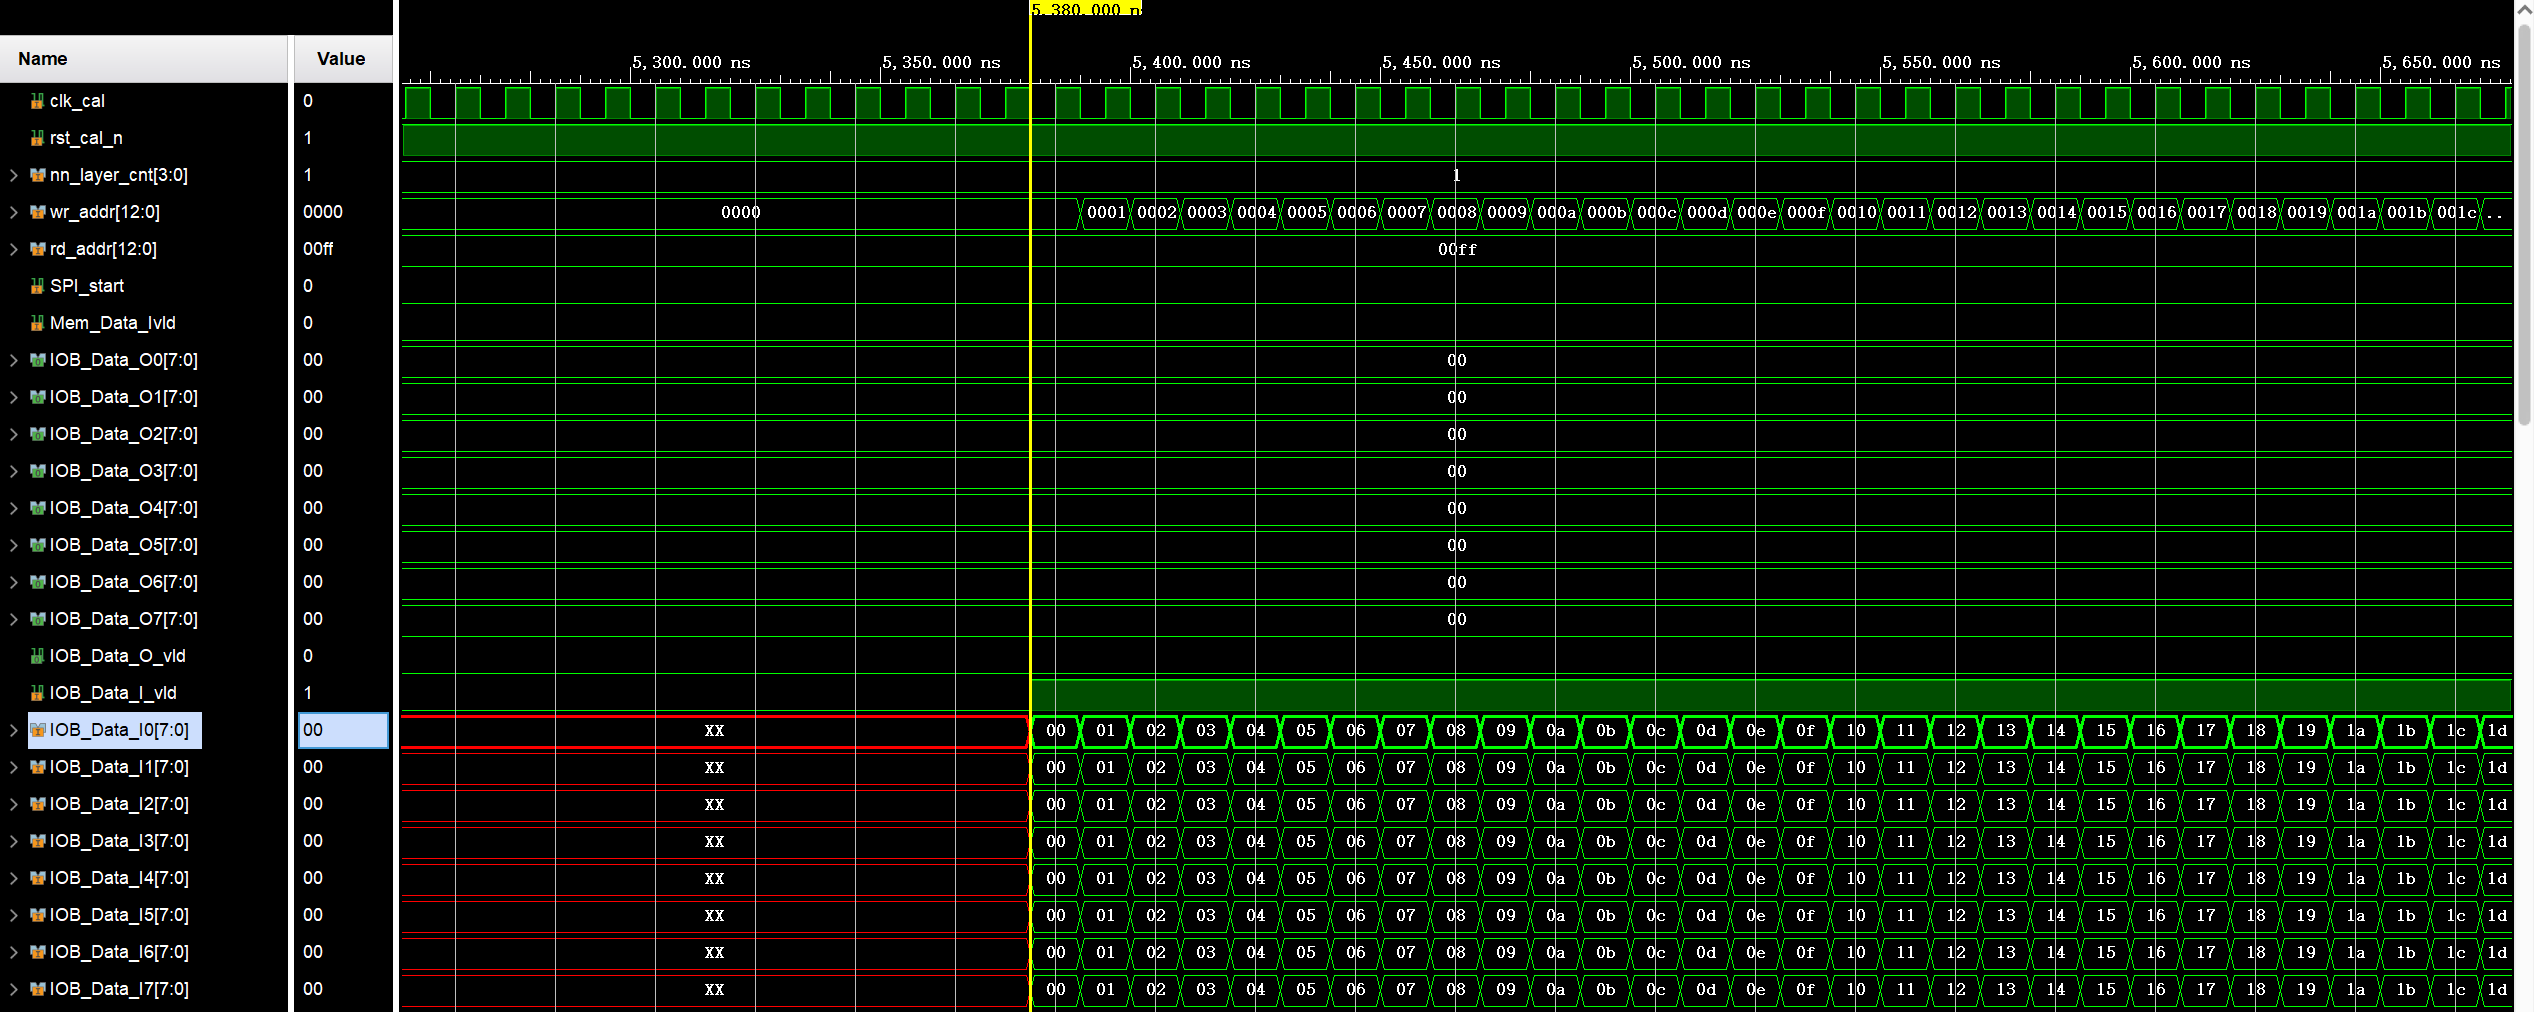 5,380.000 n
5,300.000 ns 5,350.000 ns 5,400.000 ns 5,450.000 ns 5,500.000 ns 5,550.000 ns 5,600.000 ns 5,650.000 ns
Name Value
clk_cal 0
rst_cal_n 1
nn_layer_cnt[3:0] 1 1
wr_addr[12:0] 0000 0000 0001 0002 0003 0004 0005 0006 0007 0008 0009 000a 000b 000c 000d 000e 000f 0010 0011 0012 0013 0014 0015 0016 0017 0018 0019 001a 001b 001c ..
rd_addr[12:0] 00ff 00ff
SPI_start 0
Mem_Data_Ivld 0
IOB_Data_O0[7:0] 00 00
IOB_Data_O1[7:0] 00 00
IOB_Data_O2[7:0] 00 00
IOB_Data_O3[7:0] 00 00
IOB_Data_O4[7:0] 00 00
IOB_Data_O5[7:0] 00 00
IOB_Data_O6[7:0] 00 00
IOB_Data_O7[7:0] 00 00
IOB_Data_O_vld 0
IOB_Data_I_vld 1
IOB_Data_I0[7:0] 00 XX 00 01 02 03 04 05 06 07 08 09 0a 0b 0c 0d 0e 0f 10 11 12 13 14 15 16 17 18 19 1a 1b 1c 1d
IOB_Data_I1[7:0] 00 XX 00 01 02 03 04 05 06 07 08 09 0a 0b 0c 0d 0e 0f 10 11 12 13 14 15 16 17 18 19 1a 1b 1c 1d
IOB_Data_I2[7:0] 00 XX 00 01 02 03 04 05 06 07 08 09 0a 0b 0c 0d 0e 0f 10 11 12 13 14 15 16 17 18 19 1a 1b 1c 1d
IOB_Data_I3[7:0] 00 XX 00 01 02 03 04 05 06 07 08 09 0a 0b 0c 0d 0e 0f 10 11 12 13 14 15 16 17 18 19 1a 1b 1c 1d
IOB_Data_I4[7:0] 00 XX 00 01 02 03 04 05 06 07 08 09 0a 0b 0c 0d 0e 0f 10 11 12 13 14 15 16 17 18 19 1a 1b 1c 1d
IOB_Data_I5[7:0] 00 XX 00 01 02 03 04 05 06 07 08 09 0a 0b 0c 0d 0e 0f 10 11 12 13 14 15 16 17 18 19 1a 1b 1c 1d
IOB_Data_I6[7:0] 00 XX 00 01 02 03 04 05 06 07 08 09 0a 0b 0c 0d 0e 0f 10 11 12 13 14 15 16 17 18 19 1a 1b 1c 1d
IOB_Data_I7[7:0] 00 XX 00 01 02 03 04 05 06 07 08 09 0a 0b 0c 0d 0e 0f 10 11 12 13 14 15 16 17 18 19 1a 1b 1c 1d